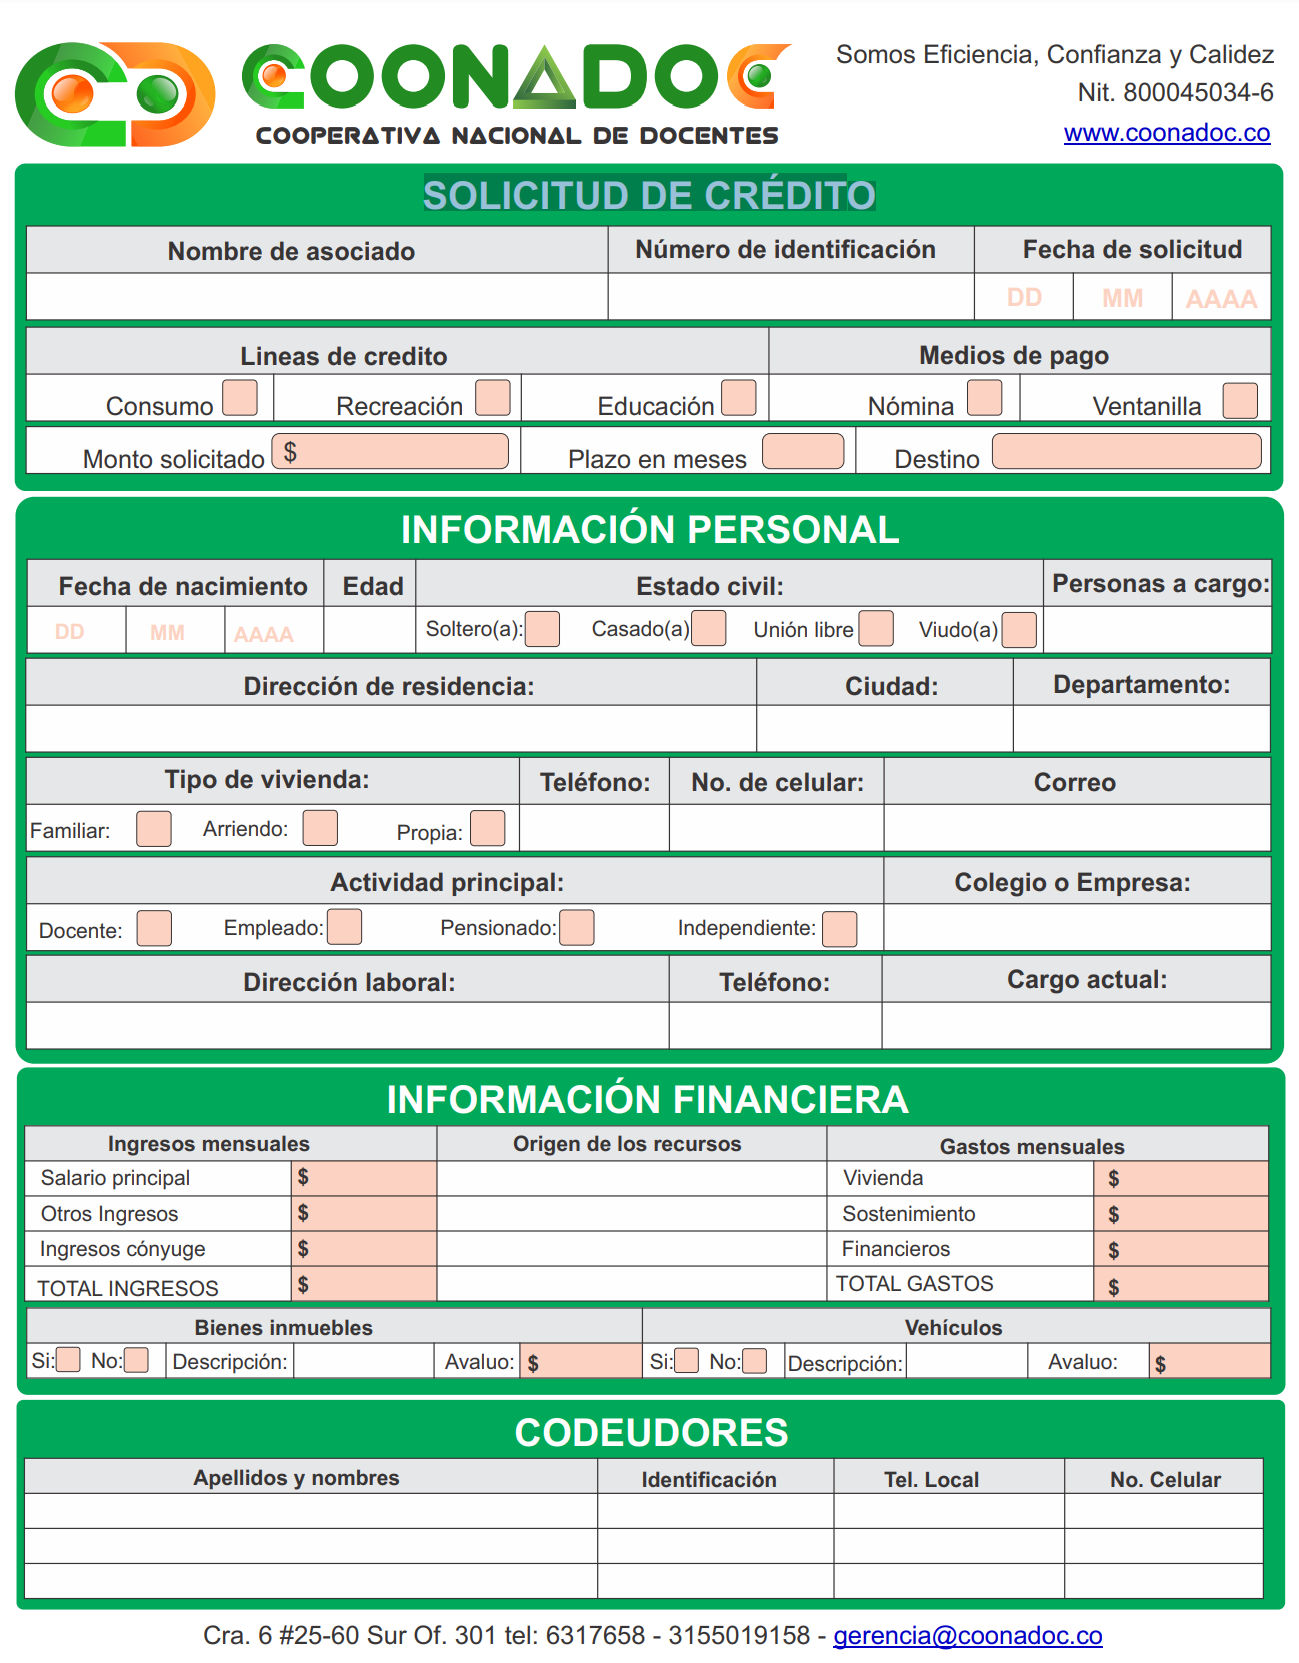 COONADOC
COOPERATIVA NACIONAL DE DOCENTES
Somos Eficiencia, Confianza y Calidez
Nit. 800045034-6
www.coonadoc.co
SOLICITUD DE CRÉDITO
Nombre de asociado Número de identificación Fecha de solicitud
DD MM AAAA
Lineas de credito Medios de pago
Consumo Recreación Educación Nómina Ventanilla
Monto solicitado $ Plazo en meses Destino
INFORMACIÓN PERSONAL
Fecha de nacimiento Edad Estado civil: Personas a cargo:
DD MM AAAA Soltero(a): Casado(a) Unión libre Viudo(a)
Dirección de residencia: Ciudad: Departamento:
Tipo de vivienda: Teléfono: No. de celular: Correo
Familiar: Arriendo: Propia:
Actividad principal: Colegio o Empresa:
Docente: Empleado: Pensionado: Independiente:
Dirección laboral: Teléfono: Cargo actual:
INFORMACIÓN FINANCIERA
Ingresos mensuales Origen de los recursos Gastos mensuales
Salario principal $ Vivienda $
Otros Ingresos $ Sostenimiento $
Ingresos cónyuge $ Financieros $
TOTAL INGRESOS $ TOTAL GASTOS $
Bienes inmuebles Vehículos
Si: No: Descripción: Avaluo: $ Si: No: Descripción: Avaluo: $
CODEUDORES
Apellidos y nombres Identificación Tel. Local No. Celular
Cra. 6 #25-60 Sur Of. 301 tel: 6317658 - 3155019158 - gerencia@coonadoc.co